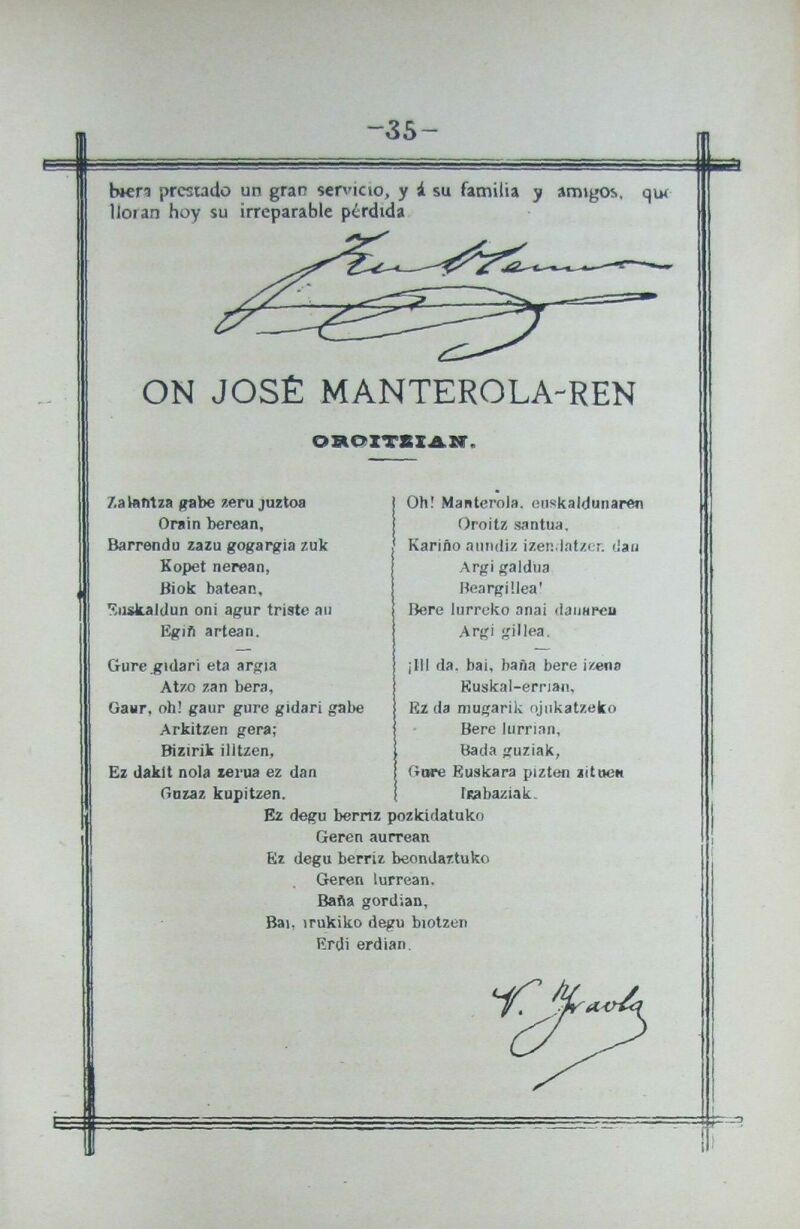 -35-
biera prestado un gran servicio, y á su familia y amigos, que
lloran hoy su irreparable pérdida
ON JOSÉ MANTEROLA-REN
OROITZIAN.
Zalantza gabe zeru juztoa
Orain berean,
Barrendu zazu gogargia zuk
Kopet nerean,
Biok batean,
Euskaldun oni agur triste au
Egiñ artean.
Gure gidari eta argia
Atzo zan bera,
Gaur, oh! gaur gure gidari gabe
Arkitzen gera;
Bizirik illtzen,
Ez dakit nola zerua ez dan
Guzaz kupitzen.
Oh! Manterola, euskaldunaren
Oroitz santua,
Kariño aundiz izendatzen dan
Argi galdua
Beargillea'
Bere lurreko anai danaren
Argi gillea.
¡Ill da, bai, baña bere izena
Euskal-errian,
Ez da mugarik ojukatzeko
Bere lurrian,
Bada guziak,
Gure Euskara pizten zituen
Irabaziak.
Ez degu berriz pozkidatuko
Geren aurrean
Ez degu berriz beondaztuko
Geren lurrean.
Baña gordian,
Bai, irukiko degu biotzen
Erdi erdian.
V. Iraola